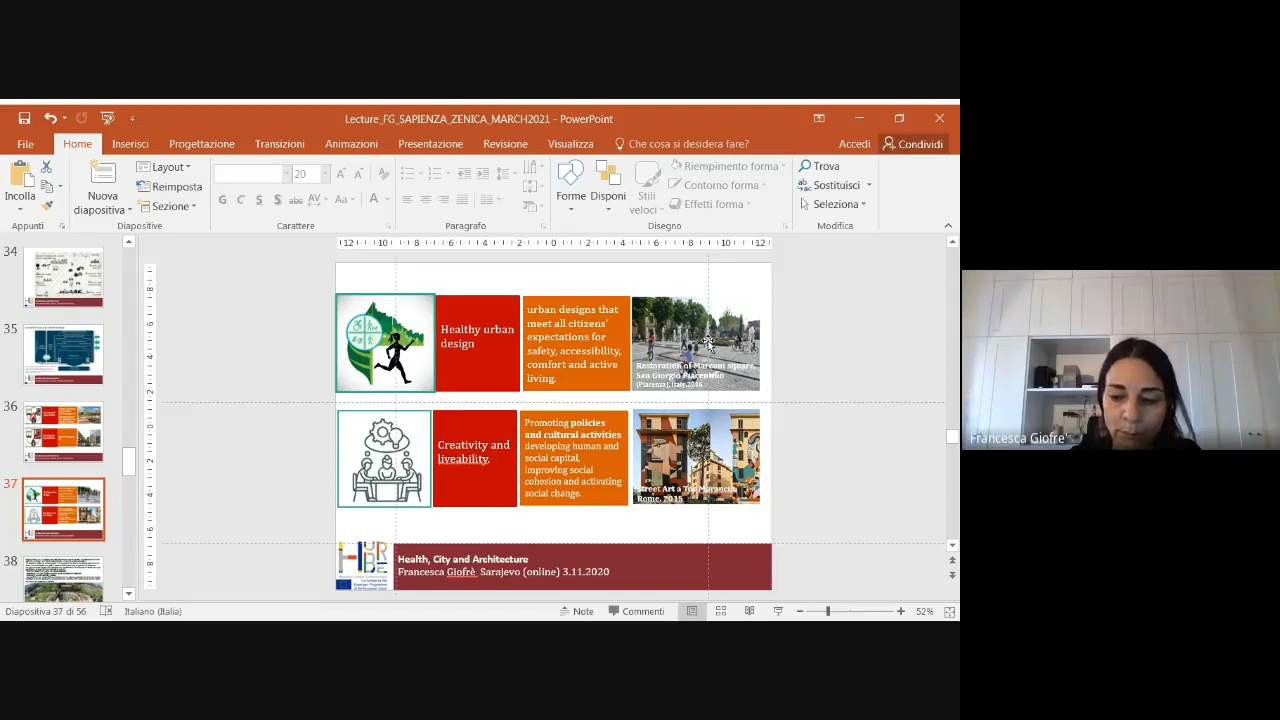 Lecture_FG_SAPIENZA_ZENICA_MARCH2021 - PowerPoint
File Home Inserisci Progettazione Transizioni Animazioni Presentazione Revisione Visualizza Che cosa si desidera fare? Accedi Condividi
Incolla
Nuova
diapositiva
Layout
Reimposta
Sezione
20
Forme
Disponi
Stili
veloci
Riempimento forma
Contorno forma
Effetti forma
Trova
Sostituisci
Seleziona
Appunti Diapositive Carattere Paragrafo Disegno Modifica
34
35
36
37
38
Healthy urban
design
urban designs that
meet all citizens'
expectations for
safety, accessibility,
comfort and active
living.
Restoration of Marconi square,
San Giorgio Piacentino
(Piacenza), Italy, 2016
Creativity and
liveability.
Promoting policies
and cultural activities
developing human and
social capital,
improving social
cohesion and activating
social change.
Street Art a Tor Marancia,
Rome, 2015
Health, City and Architecture
Francesca Giofrè Sarajevo (online) 3.11.2020
Francesca Giofre'
Diapositiva 37 di 56 Italiano (Italia) Note Commenti 52%